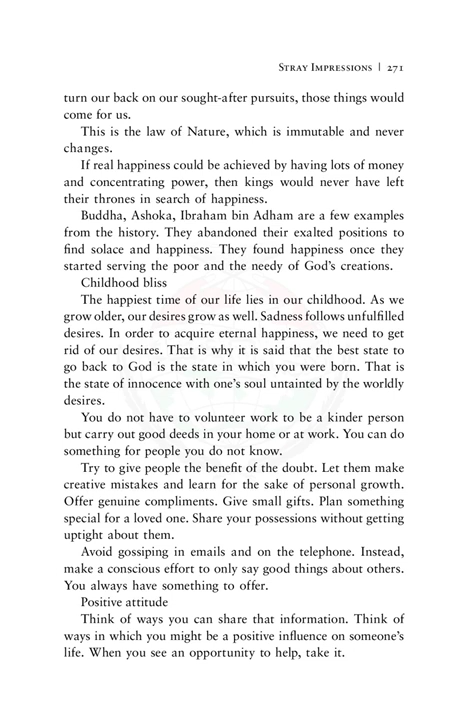 Stray Impressions | 271
turn our back on our sought-after pursuits, those things would
come for us.
This is the law of Nature, which is immutable and never
changes.
If real happiness could be achieved by having lots of money
and concentrating power, then kings would never have left
their thrones in search of happiness.
Buddha, Ashoka, Ibraham bin Adham are a few examples
from the history. They abandoned their exalted positions to
find solace and happiness. They found happiness once they
started serving the poor and the needy of God's creations.
Childhood bliss
The happiest time of our life lies in our childhood. As we
grow older, our desires grow as well. Sadness follows unfulfilled
desires. In order to acquire eternal happiness, we need to get
rid of our desires. That is why it is said that the best state to
go back to God is the state in which you were born. That is
the state of innocence with one's soul untainted by the worldly
desires.
You do not have to volunteer work to be a kinder person
but carry out good deeds in your home or at work. You can do
something for people you do not know.
Try to give people the benefit of the doubt. Let them make
creative mistakes and learn for the sake of personal growth.
Offer genuine compliments. Give small gifts. Plan something
special for a loved one. Share your possessions without getting
uptight about them.
Avoid gossiping in emails and on the telephone. Instead,
make a conscious effort to only say good things about others.
You always have something to offer.
Positive attitude
Think of ways you can share that information. Think of
ways in which you might be a positive influence on someone's
life. When you see an opportunity to help, take it.